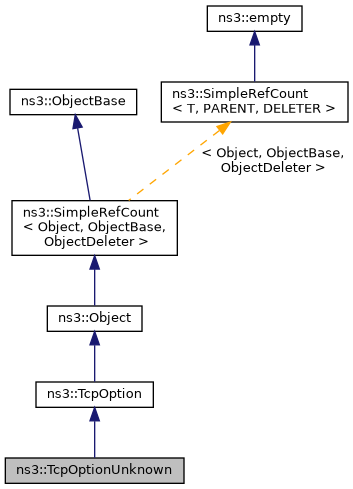 ns3::empty
ns3::ObjectBase
ns3::SimpleRefCount
< T, PARENT, DELETER >
< Object, ObjectBase,
ObjectDeleter >
ns3::SimpleRefCount
< Object, ObjectBase,
ObjectDeleter >
ns3::Object
ns3::TcpOption
ns3::TcpOptionUnknown